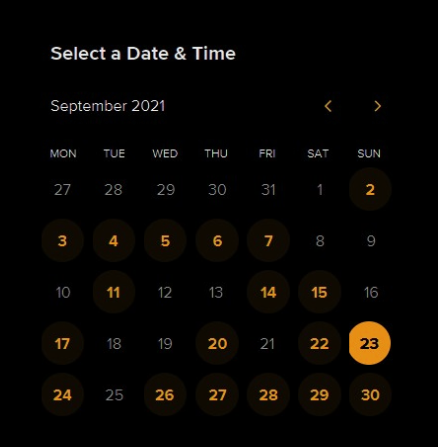 Select a Date & Time
September 2021
MON TUE WED THU FRI SAT SUN
27 28 29 30 31 1 2
3 4 5 6 7 8 9
10 11 12 13 14 15 16
17 18 19 20 21 22 23
24 25 26 27 28 29 30